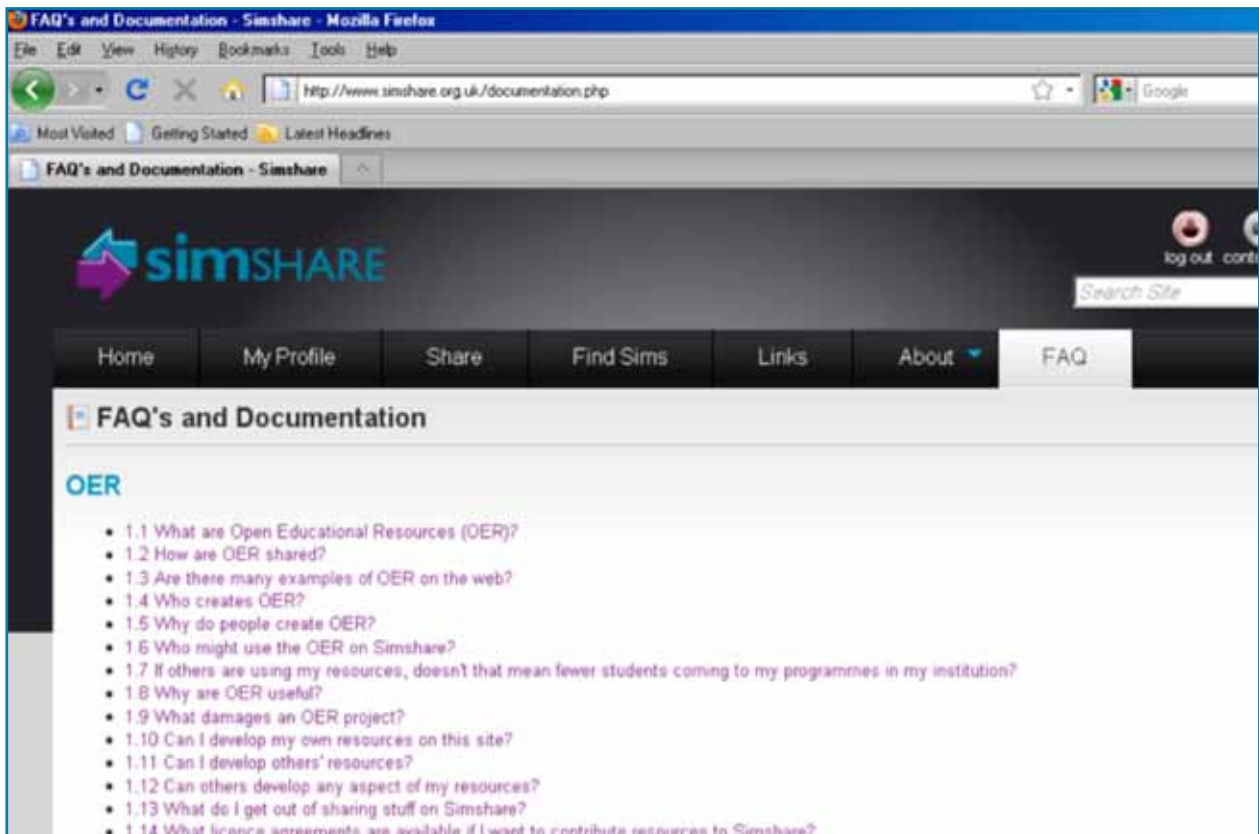 FAQ's and Documentation - Simshare - Mozilla Firefox
File Edit View History Bookmarks Tools Help
http://www.simshare.org.uk/documentation.php Google
Most Visited Getting Started Latest Headlines
FAQ's and Documentation - Simshare
simSHARE
log out
Search Site
Home My Profile Share Find Sims Links About FAQ
FAQ's and Documentation
OER
• 1.1 What are Open Educational Resources (OER)?
• 1.2 How are OER shared?
• 1.3 Are there many examples of OER on the web?
• 1.4 Who creates OER?
• 1.5 Why do people create OER?
• 1.6 Who might use the OER on Simshare?
• 1.7 If others are using my resources, doesn't that mean fewer students coming to my programmes in my institution?
• 1.8 Why are OER useful?
• 1.9 What damages an OER project?
• 1.10 Can I develop my own resources on this site?
• 1.11 Can I develop others' resources?
• 1.12 Can others develop any aspect of my resources?
• 1.13 What do I get out of sharing stuff on Simshare?
• 1.14 What licence agreements are available if I want to contribute resources to Simshare?